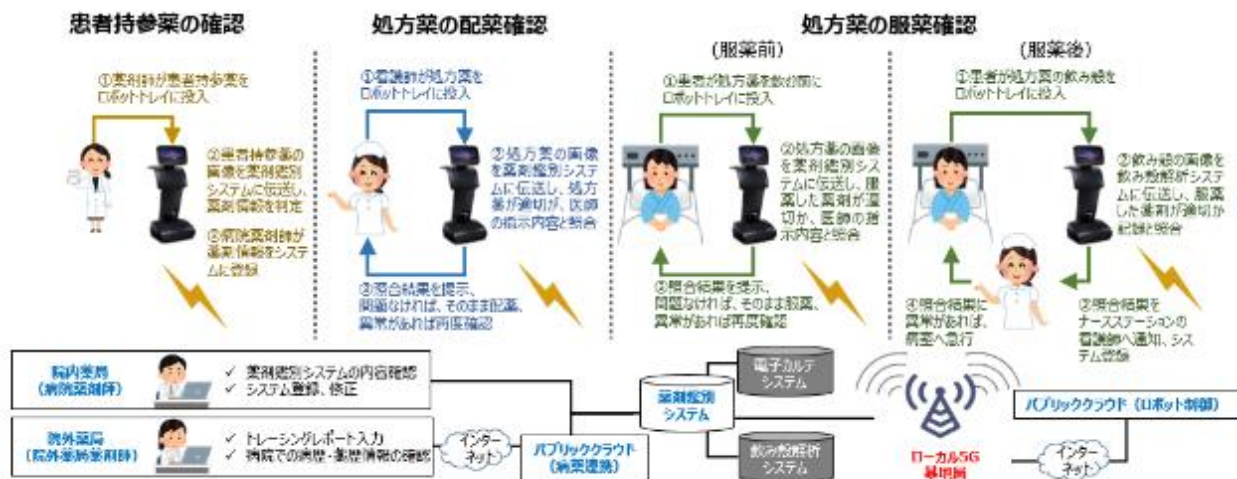 患者持参薬の確認
①薬剤師が患者持参薬を
ロボットトレイに投入
②患者持参薬の
画像を薬剤鑑別
システムに伝送し、
薬剤情報を判定
③病院薬剤師が
薬剤情報をシステ
ムに登録
処方薬の配薬確認
①看護師が処方薬を
ロボットトレイに投入
②処方薬の画像
を薬剤鑑別システ
ムに伝送し、処方
薬が適切か、医師
の指示内容と照合
③照合結果を提示、
問題なければ、そのまま配薬、
異常があれば再度確認
処方薬の服薬確認
(服薬前)
①患者が処方薬を飲む前に
ロボットトレイに投入
②処方薬の画像
を薬剤鑑別シス
テムに伝送し、服
薬した薬剤が適
切か、医師の指
示内容と照合
③照合結果を提示、
問題なければ、そのまま服薬、
異常があれば再度確認
(服薬後)
①患者が処方薬の飲み殻を
ロボットトレイに投入
②飲み殻の画像を
飲み殻解析システ
ムに伝送し、服薬
した薬剤が適切か
記録と照合
③照合結果を
ナースステーションの
看護師へ通知、シス
テム登録
④照合結果に
異常があれば、
病室へ急行
院内薬局
(病院薬剤師)
✓ 薬剤鑑別システムの内容確認
✓ システム登録、修正
院外薬局
(院外薬局薬剤師)
✓ トレーシングレポート入力
✓ 病院での病歴・薬歴情報の確認
インター
ネット
パブリッククラウド
(病薬連携)
薬剤鑑別
システム
電子カルテ
システム
飲み殻解析
システム
ローカル5G
基地局
インター
ネット
パブリッククラウド(ロボット制御)